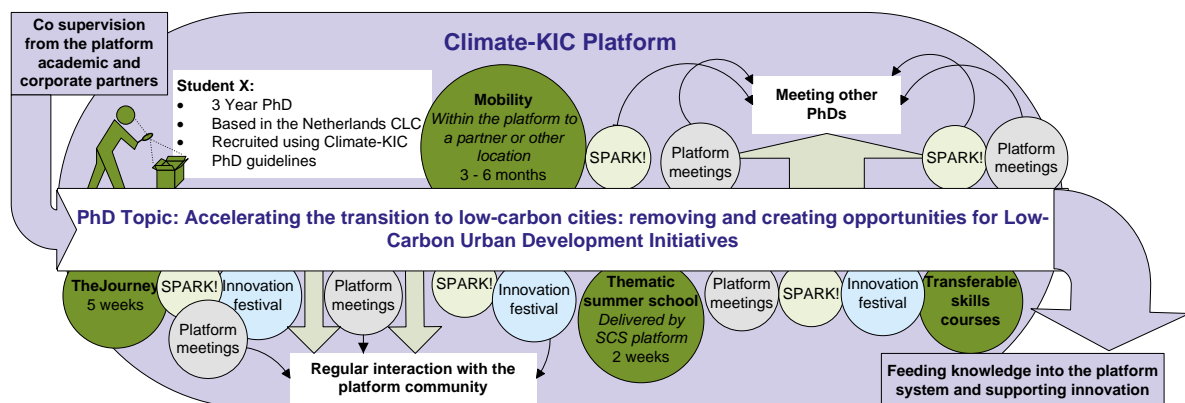 Co supervision
from the platform
academic and
corporate partners
Climate-KIC Platform
Student X:
• 3 Year PhD
• Based in the Netherlands CLC
• Recruited using Climate-KIC
PhD guidelines
Mobility
Within the platform to
a partner or other
location
3 - 6 months
SPARK!
Platform
meetings
Meeting other
PhDs
SPARK!
Platform
meetings
PhD Topic: Accelerating the transition to low-carbon cities: removing and creating opportunities for Low-
Carbon Urban Development Initiatives
TheJourney
5 weeks
SPARK!
Platform
meetings
Innovation
festival
Platform
meetings
SPARK!
Innovation
festival
Thematic
summer school
Delivered by
SCS platform
2 weeks
Platform
meetings
SPARK!
Innovation
festival
Transferable
skills
courses
Regular interaction with the
platform community
Feeding knowledge into the platform
system and supporting innovation